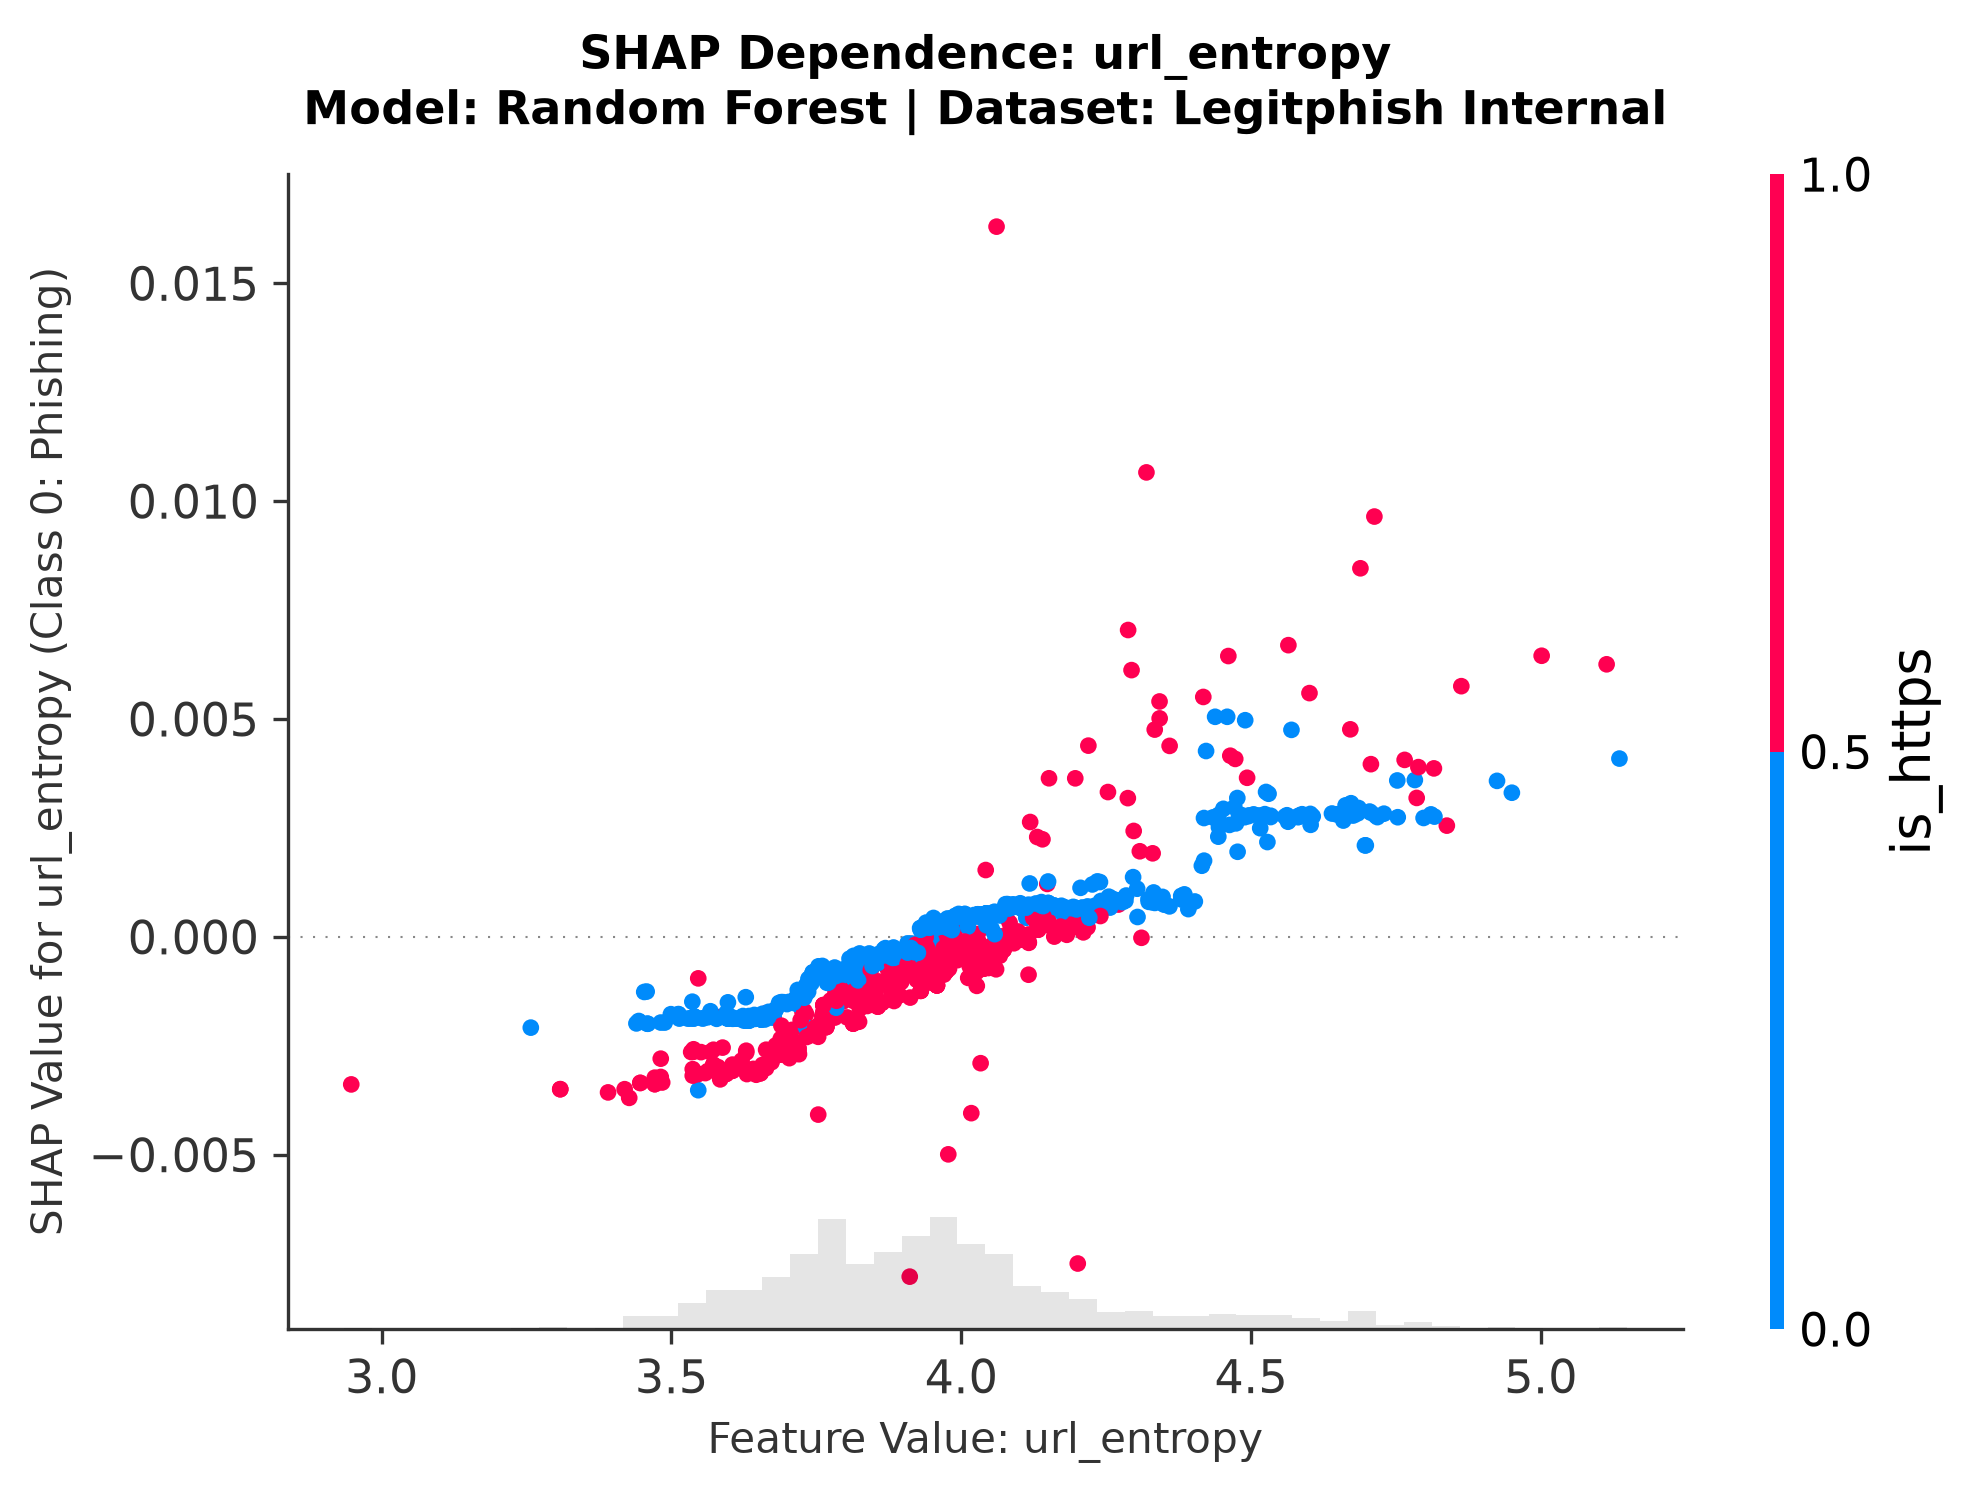 SHAP Dependence: url_entropy
Model: Random Forest | Dataset: Legitphish Internal
SHAP Value for url_entropy (Class 0: Phishing)
0.015
0.010
0.005
0.000
−0.005
3.0
3.5
4.0
4.5
5.0
Feature Value: url_entropy
1.0
0.5
0.0
is_https